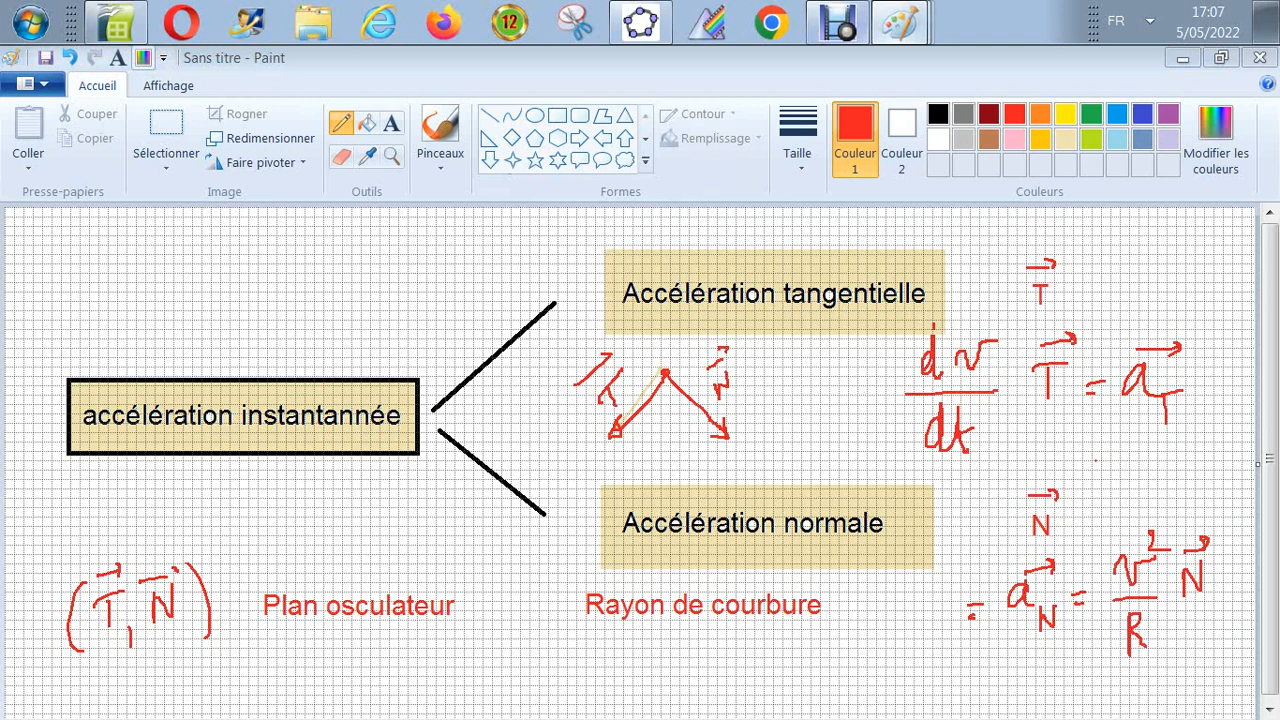 FR
17:07
5/05/2022
12
Sans titre - Paint
Accueil
Affichage
Coller
Couper
Copier
Presse-papiers
Sélectionner
Rogner
Redimensionner
Faire pivoter
Image
A
Outils
Pinceaux
Contour
Remplissage
Formes
Taille
Couleur 1
Couleur 2
Modifier les couleurs
Couleurs
Accélération tangentielle
T
dv/dt T = a_T
T
N
accélération instantannée
Accélération normale
N
= a_N = v²/R N
(T, N)
Plan osculateur
Rayon de courbure